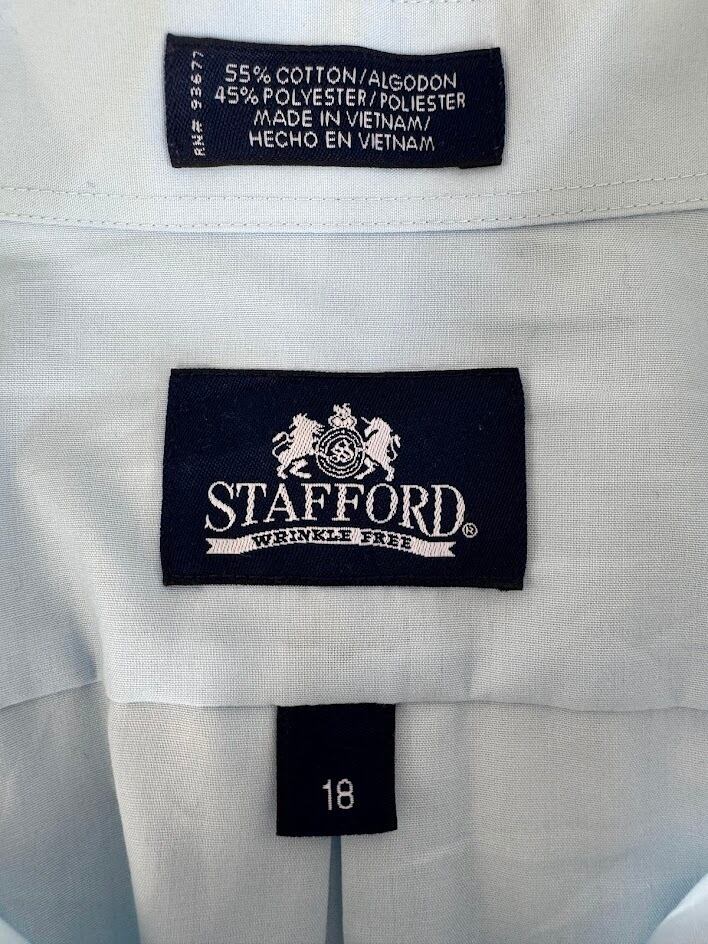 RN# 93677
55% COTTON/ALGODON
45% POLYESTER/POLIESTER
MADE IN VIETNAM/
HECHO EN VIETNAM
STAFFORD®
WRINKLE FREE
18